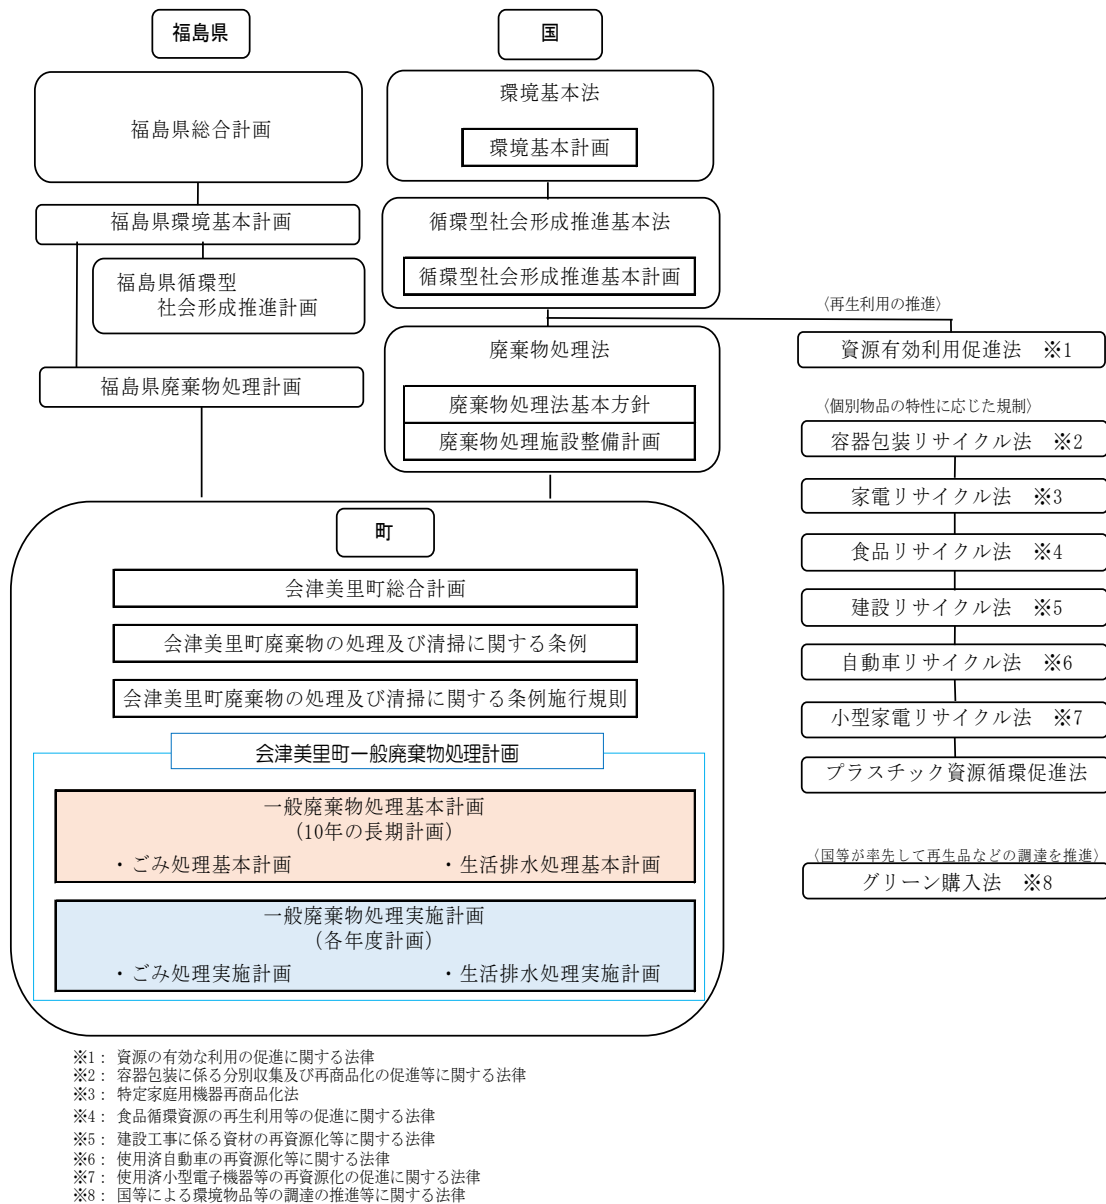 福島県
福島県総合計画
福島県環境基本計画
福島県循環型
社会形成推進計画
福島県廃棄物処理計画
国
環境基本法
環境基本計画
循環型社会形成推進基本法
循環型社会形成推進基本計画
廃棄物処理法
廃棄物処理法基本方針
廃棄物処理施設整備計画
〈再生利用の推進〉
資源有効利用促進法 ※1
〈個別物品の特性に応じた規制〉
容器包装リサイクル法 ※2
家電リサイクル法 ※3
食品リサイクル法 ※4
建設リサイクル法 ※5
自動車リサイクル法 ※6
小型家電リサイクル法 ※7
プラスチック資源循環促進法
〈国等が率先して再生品などの調達を推進〉
グリーン購入法 ※8
町
会津美里町総合計画
会津美里町廃棄物の処理及び清掃に関する条例
会津美里町廃棄物の処理及び清掃に関する条例施行規則
会津美里町一般廃棄物処理計画
一般廃棄物処理基本計画
(10年の長期計画)
・ごみ処理基本計画 ・生活排水処理基本計画
一般廃棄物処理実施計画
(各年度計画)
・ごみ処理実施計画 ・生活排水処理実施計画
※1： 資源の有効な利用の促進に関する法律
※2： 容器包装に係る分別収集及び再商品化の促進等に関する法律
※3： 特定家庭用機器再商品化法
※4： 食品循環資源の再生利用等の促進に関する法律
※5： 建設工事に係る資材の再資源化等に関する法律
※6： 使用済自動車の再資源化等に関する法律
※7： 使用済小型電子機器等の再資源化の促進に関する法律
※8： 国等による環境物品等の調達の推進等に関する法律